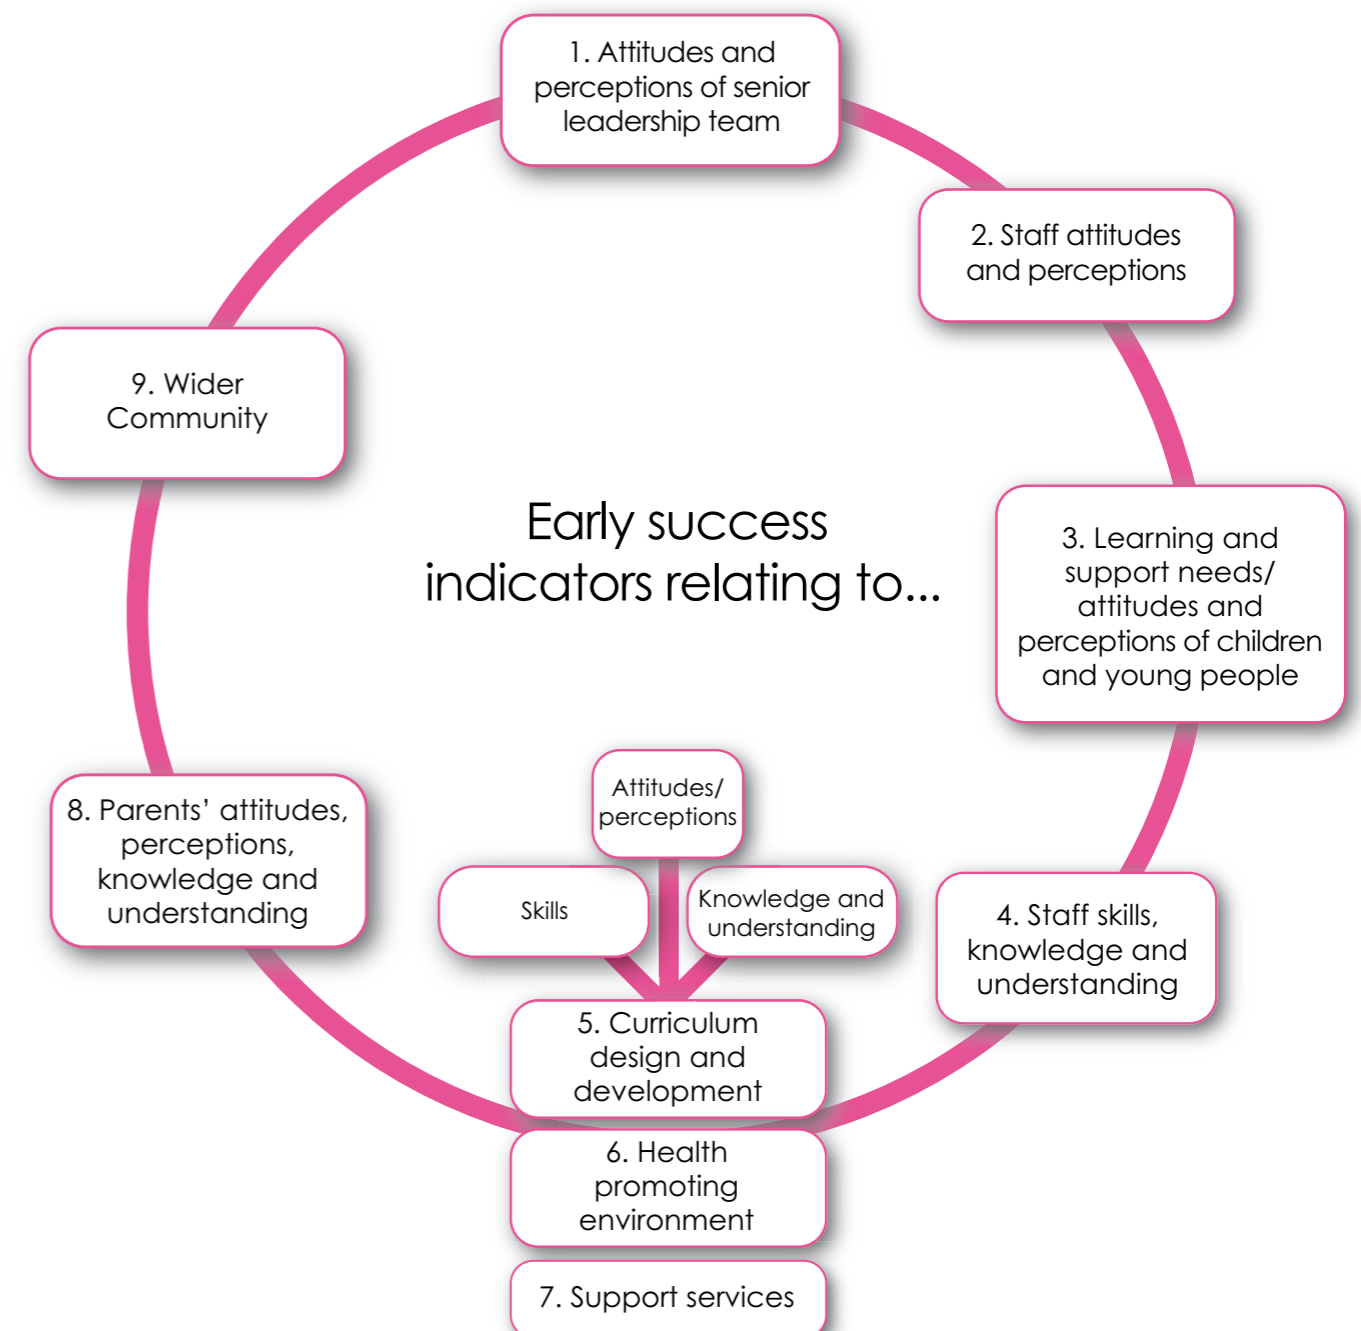 1. Attitudes and
perceptions of senior
leadership team
2. Staff attitudes
and perceptions
9. Wider
Community
Early success
indicators relating to...
3. Learning and
support needs/
attitudes and
perceptions of children
and young people
Attitudes/
perceptions
8. Parents’ attitudes,
perceptions,
knowledge and
understanding
Skills
Knowledge and
understanding
4. Staff skills,
knowledge and
understanding
5. Curriculum
design and
development
6. Health
promoting
environment
7. Support services